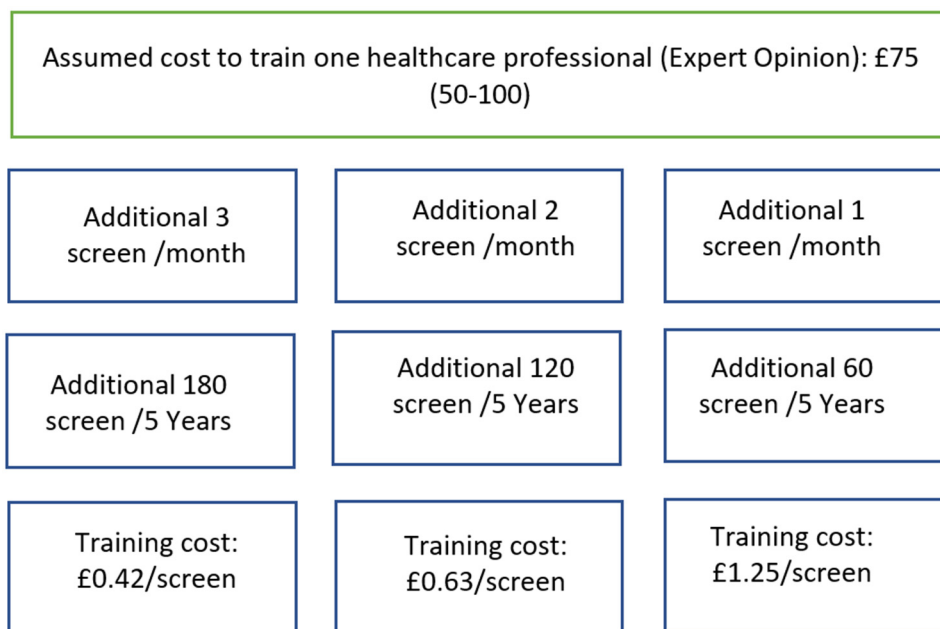 Assumed cost to train one healthcare professional (Expert Opinion): £75
(50-100)
Additional 3
screen /month
Additional 2
screen /month
Additional 1
screen /month
Additional 180
screen /5 Years
Additional 120
screen /5 Years
Additional 60
screen /5 Years
Training cost:
£0.42/screen
Training cost:
£0.63/screen
Training cost:
£1.25/screen